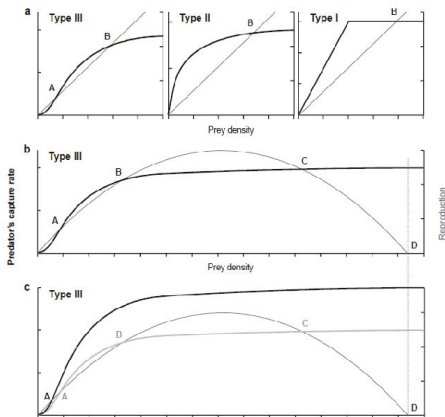 a
Type III
B
A
Type II
B
Type I
B
Prey density
b
Type III
B
C
A
D
Prey density
Predator's capture rate
Reproduction
c
Type III
C
D
A
A
D